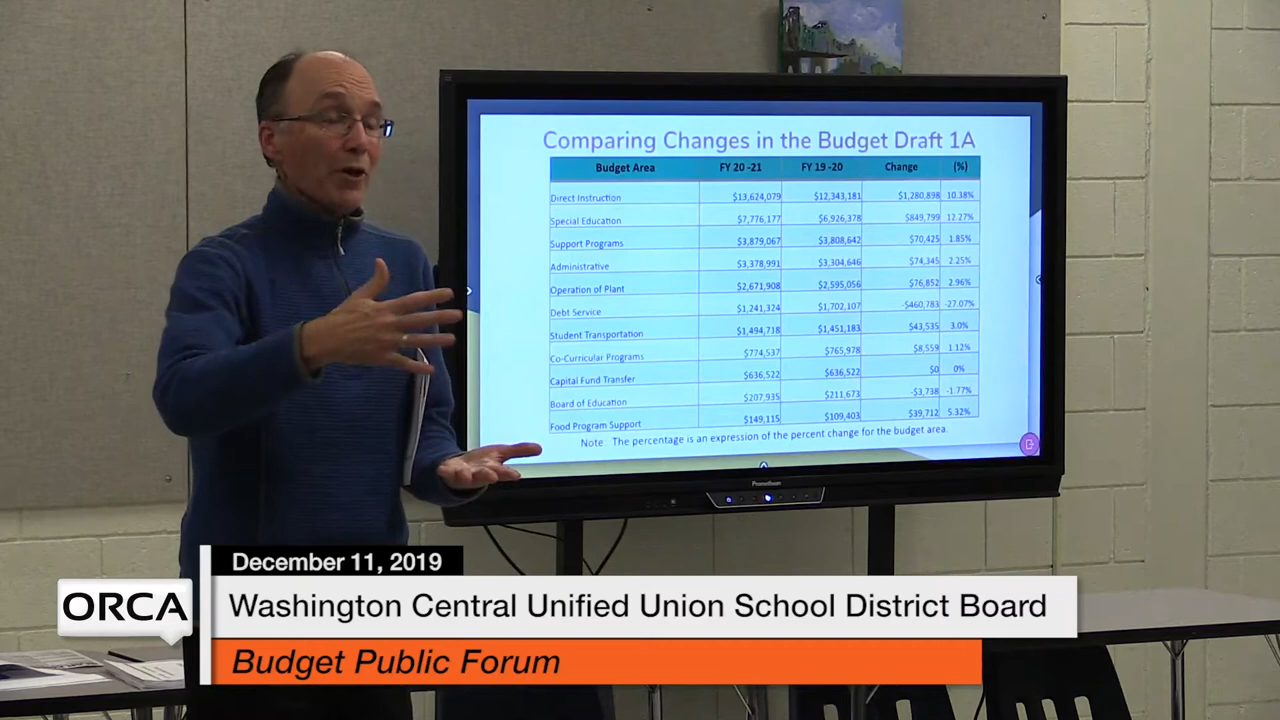 Comparing Changes in the Budget Draft 1A
Budget Area FY 20 -21 FY 19 -20 Change (%)
Direct Instruction $13,624,079 $12,343,181 $1,280,898 10.38%
Special Education $7,776,177 $6,926,378 $849,799 12.27%
Support Programs $3,879,067 $3,808,642 $70,425 1.85%
Administrative $3,378,991 $3,304,646 $74,345 2.25%
Operation of Plant $2,671,908 $2,595,056 $76,852 2.96%
Debt Service $1,241,324 $1,702,107 -$460,783 -27.07%
Student Transportation $1,494,718 $1,451,183 $43,535 3.0%
Co-Curricular Programs $774,537 $765,978 $8,559 1.12%
Capital Fund Transfer $636,522 $636,522 $0 0%
Board of Education $207,935 $211,673 -$3,738 -1.77%
Food Program Support $149,115 $109,403 $39,712 5.32%
Note. The percentage is an expression of the percent change for the budget area.
Promethean
December 11, 2019
ORCA
Washington Central Unified Union School District Board
Budget Public Forum